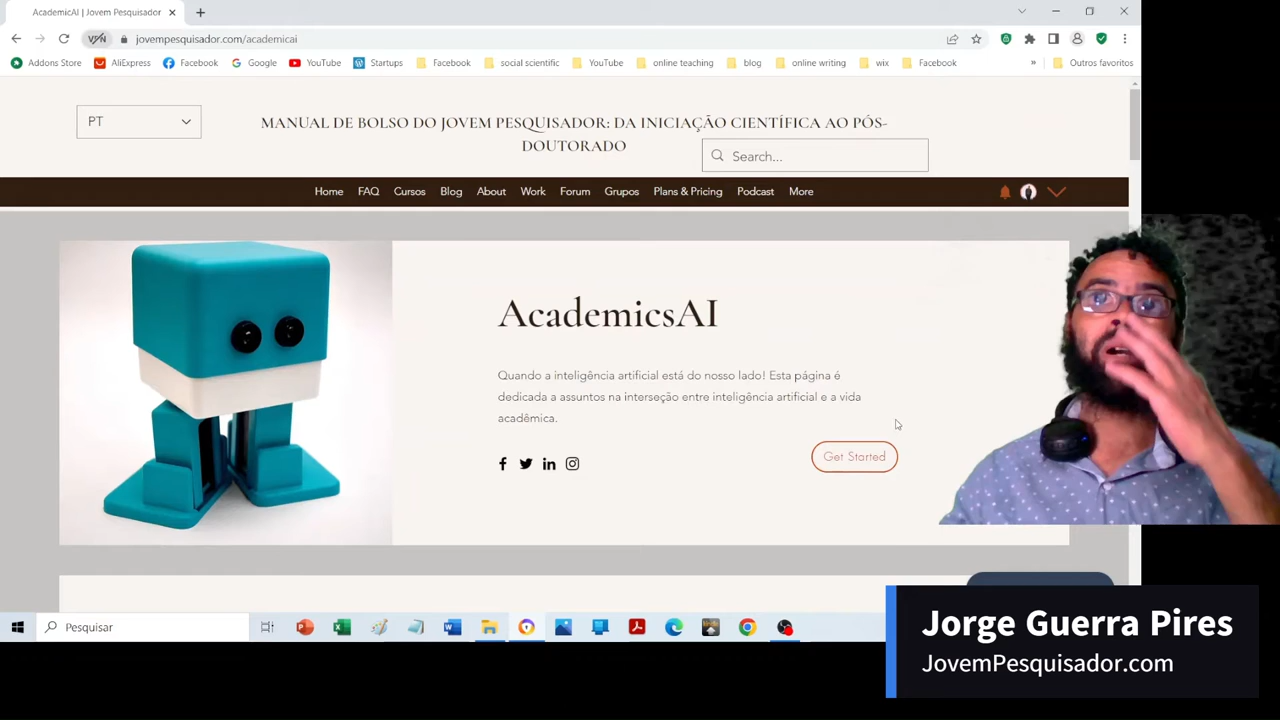 AcademicAI | Jovem Pesquisador
VPN
jovempesquisador.com/academicai
Addons Store
AliExpress
Facebook
Google
YouTube
Startups
Facebook
social scientific
YouTube
online teaching
blog
online writing
wix
Facebook
»
Outros favoritos
PT
MANUAL DE BOLSO DO JOVEM PESQUISADOR: DA INICIAÇÃO CIENTÍFICA AO PÓS-
DOUTORADO
Search...
Home FAQ Cursos Blog About Work Forum Grupos Plans & Pricing Podcast More
AcademicsAI
Quando a inteligência artificial está do nosso lado! Esta página é
dedicada a assuntos na interseção entre inteligência artificial e a vida
acadêmica.
Get Started
Pesquisar
Jorge Guerra Pires
JovemPesquisador.com